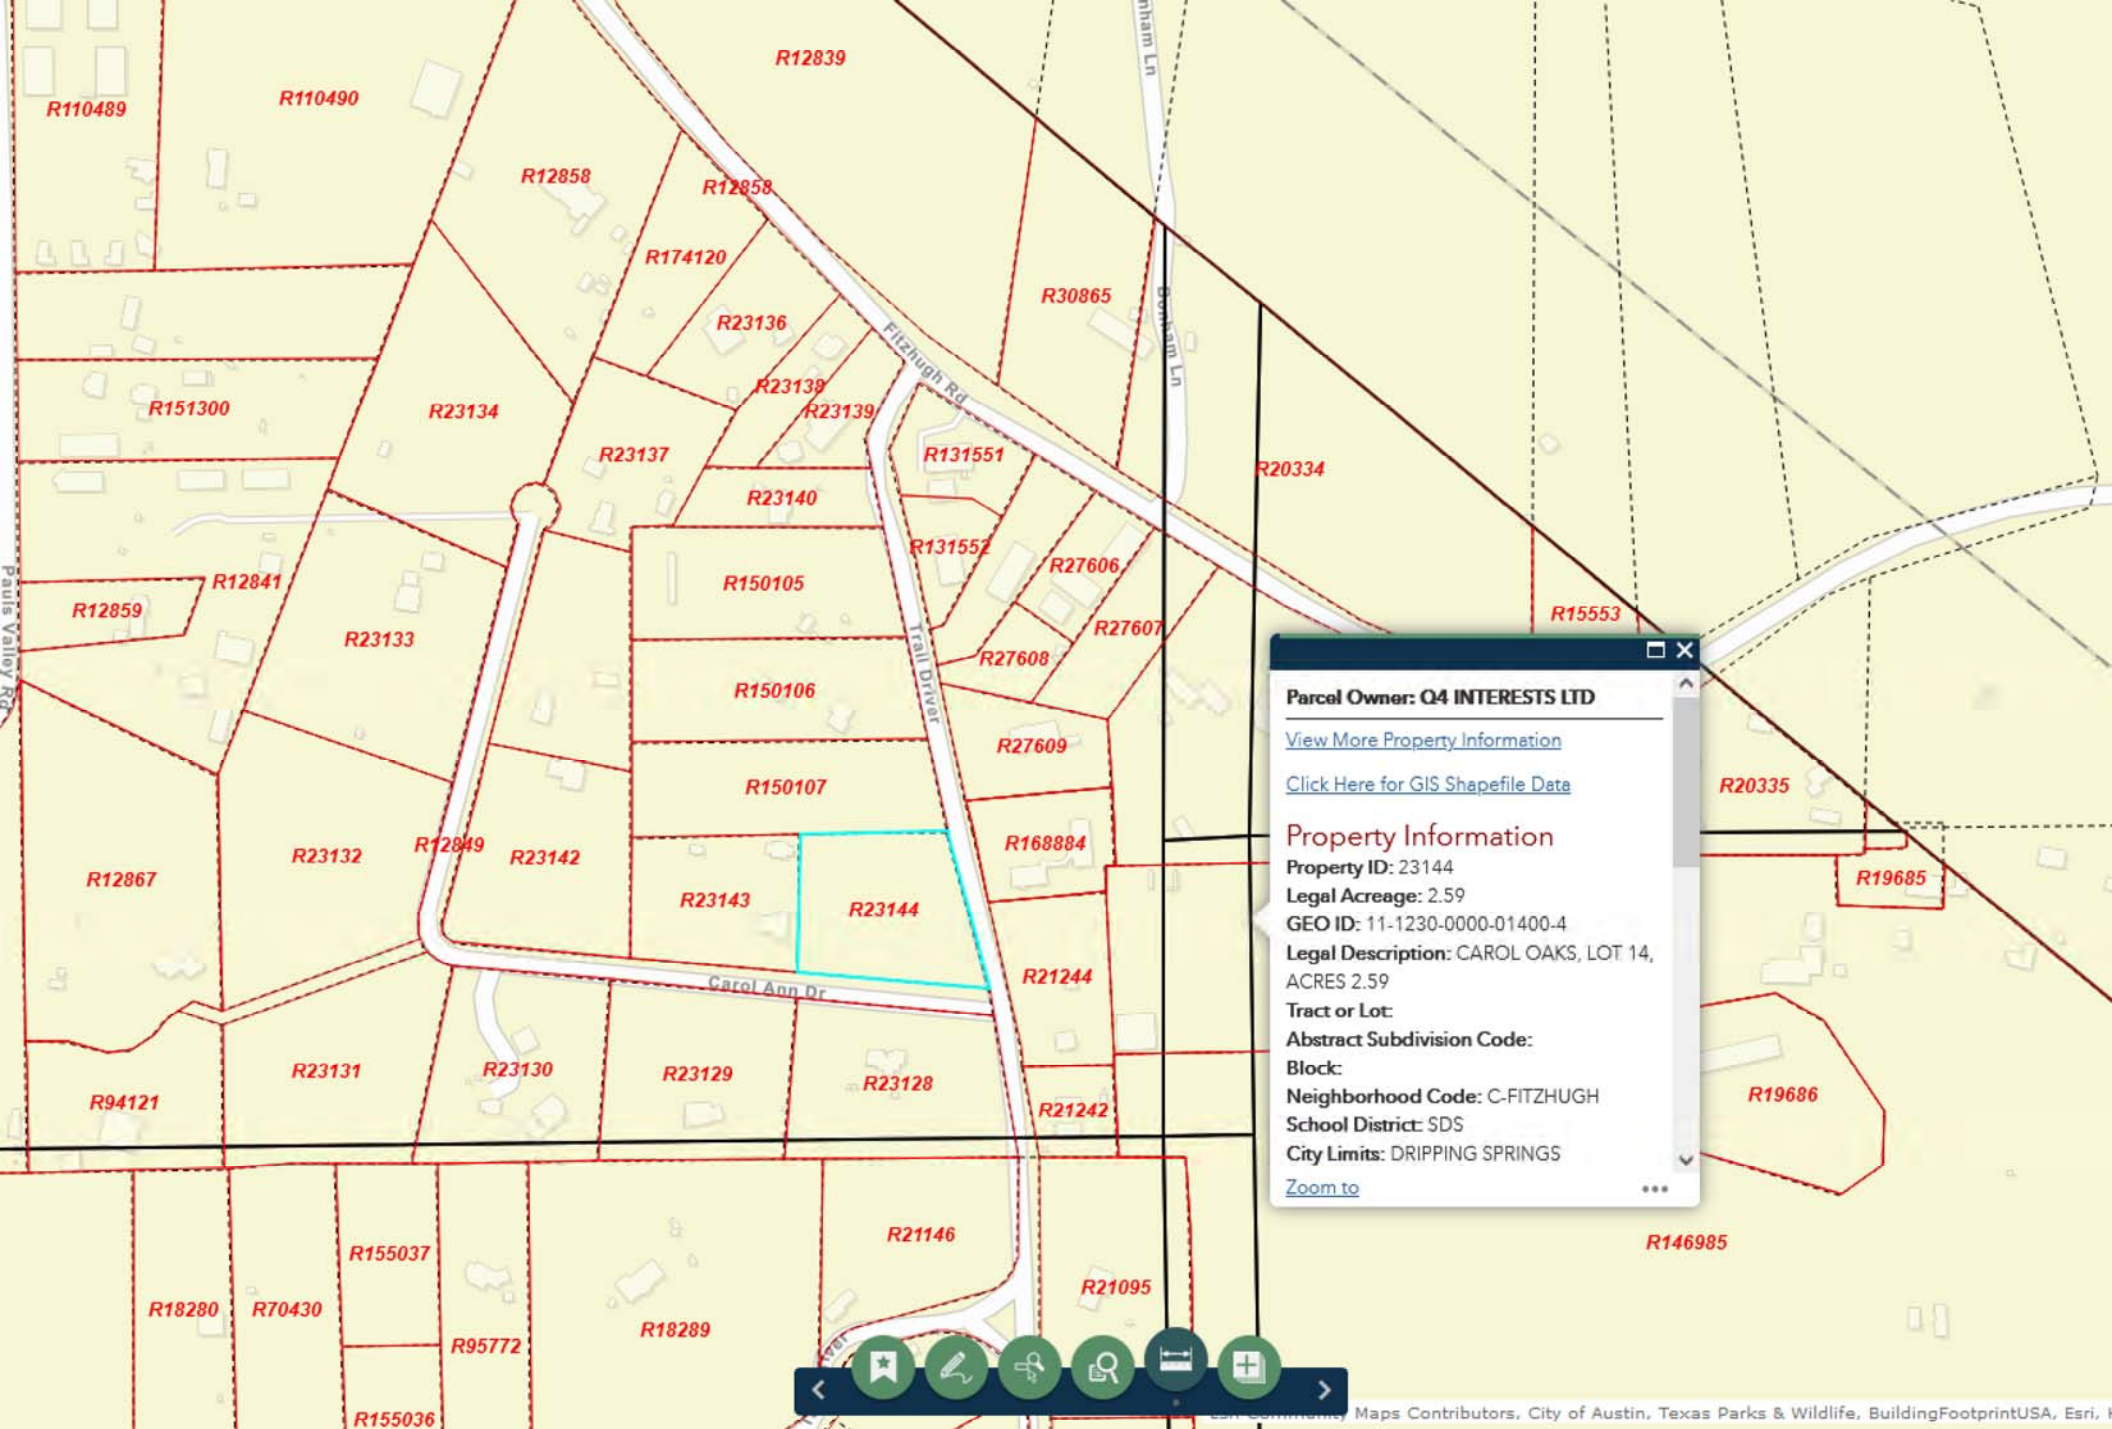 nham Ln
R12839
R110489
R110490
R12858
R12858
R174120
R30865
R23136
Bonham Ln
Fitzhugh Rd
R23138
R23139
R151300
R23134
R23137
R131551
R20334
R23140
R131552
R27606
Pauls Valley Rd
R12841
R150105
R12859
R15553
R23133
R27607
Trail Driver
R27608
R150106
R27609
R150107
R20335
R168884
R12849
R23132
R23142
R12867
R19685
R23143
R23144
R21244
Carol Ann Dr
R23131
R23130
R23129
R23128
R94121
R21242
R19686
R21146
R146985
R155037
R21095
R18280
R70430
R18289
R95772
R155036
iver
Parcel Owner: Q4 INTERESTS LTD
View More Property Information
Click Here for GIS Shapefile Data
Property Information
Property ID: 23144
Legal Acreage: 2.59
GEO ID: 11-1230-0000-01400-4
Legal Description: CAROL OAKS, LOT 14,
ACRES 2.59
Tract or Lot:
Abstract Subdivision Code:
Block:
Neighborhood Code: C-FITZHUGH
School District: SDS
City Limits: DRIPPING SPRINGS
Zoom to
Esri Community Maps Contributors, City of Austin, Texas Parks & Wildlife, BuildingFootprintUSA, Esri,